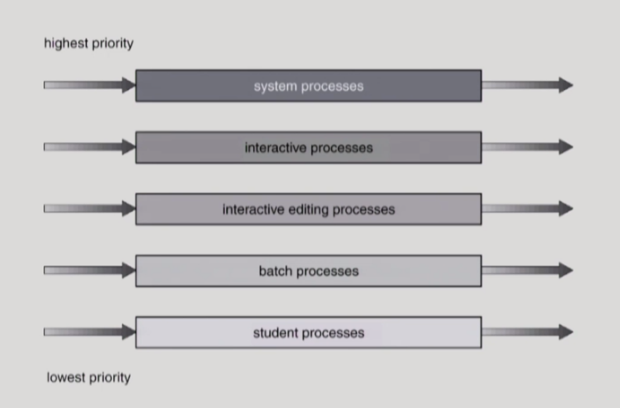 highest priority
system processes
interactive processes
interactive editing processes
batch processes
student processes
lowest priority